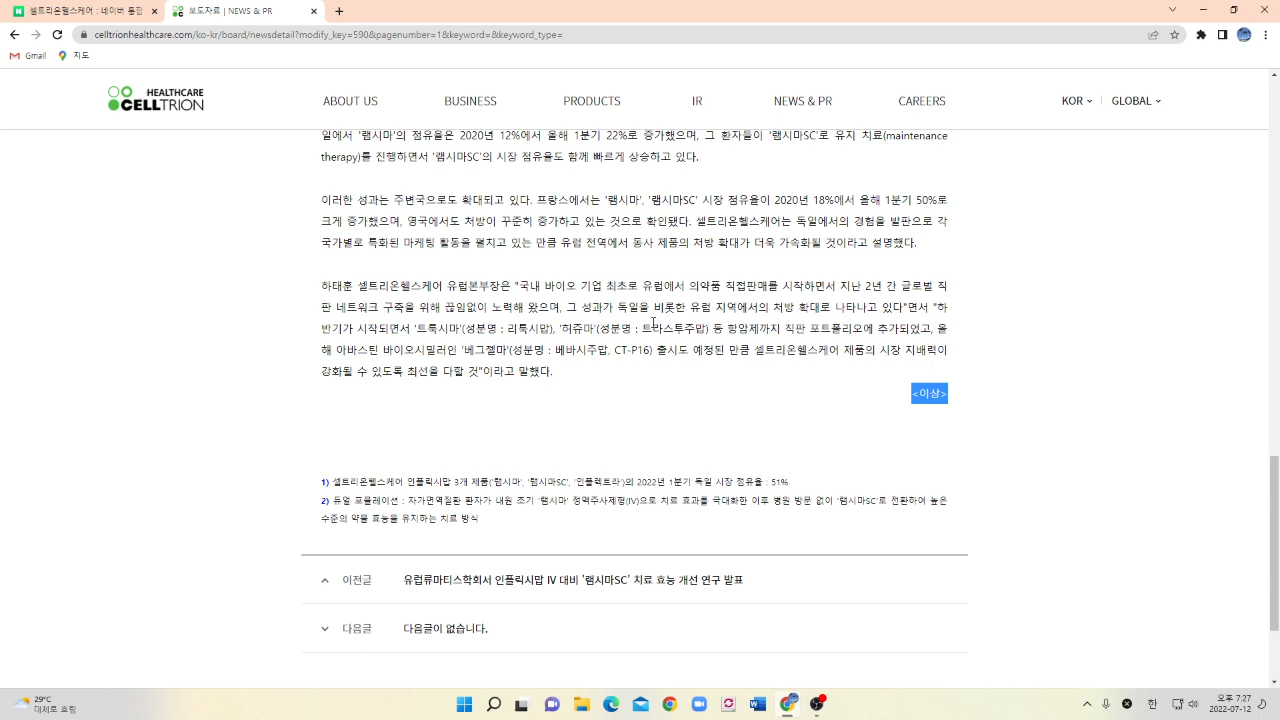 셀트리온헬스케어 : 네이버 통합
보도자료 | NEWS & PR
celltrionhealthcare.com/ko-kr/board/newsdetail?modify_key=590&pagenumber=1&keyword=&keyword_type=
Gmail
지도
HEALTHCARE
CELLTRION
ABOUT US
BUSINESS
PRODUCTS
IR
NEWS & PR
CAREERS
KOR
GLOBAL
일에서 '램시마'의 점유율은 2020년 12%에서 올해 1분기 22%로 증가했으며, 그 환자들이 '램시마SC'로 유지 치료(maintenance
therapy)를 진행하면서 '램시마SC'의 시장 점유율도 함께 빠르게 상승하고 있다.
이러한 성과는 주변국으로도 확대되고 있다. 프랑스에서는 '램시마', '램시마SC' 시장 점유율이 2020년 18%에서 올해 1분기 50%로
크게 증가했으며, 영국에서도 처방이 꾸준히 증가하고 있는 것으로 확인됐다. 셀트리온헬스케어는 독일에서의 경험을 발판으로 각
국가별로 특화된 마케팅 활동을 펼치고 있는 만큼 유럽 전역에서 동사 제품의 처방 확대가 더욱 가속화될 것이라고 설명했다.
하태훈 셀트리온헬스케어 유럽본부장은 "국내 바이오 기업 최초로 유럽에서 의약품 직접판매를 시작하면서 지난 2년 간 글로벌 직
판 네트워크 구축을 위해 끊임없이 노력해 왔으며, 그 성과가 독일을 비롯한 유럽 지역에서의 처방 확대로 나타나고 있다"면서 "하
반기가 시작되면서 '트룩시마'(성분명 : 리툭시맙), '허쥬마'(성분명 : 트라스투주맙) 등 항암제까지 직판 포트폴리오에 추가되었고, 올
해 아바스틴 바이오시밀러인 '베그젤마'(성분명 : 베바시주맙, CT-P16) 출시도 예정된 만큼 셀트리온헬스케어 제품의 시장 지배력이
강화될 수 있도록 최선을 다할 것"이라고 말했다.
<이상>
1) 셀트리온헬스케어 인플릭시맙 3개 제품('램시마', '램시마SC', '인플렉트라')의 2022년 1분기 독일 시장 점유율 : 51%
2) 듀얼 포뮬레이션 : 자가면역질환 환자가 내원 초기 '램시마' 정맥주사제형(IV)으로 치료 효과를 극대화한 이후 병원 방문 없이 '램시마SC'로 전환하여 높은
수준의 약물 효능을 유지하는 치료 방식
이전글 유럽류마티스학회서 인플릭시맙 IV 대비 '램시마SC' 치료 효능 개선 연구 발표
다음글 다음글이 없습니다.
29°C
대체로 흐림
한
오후 7:27
2022-07-12